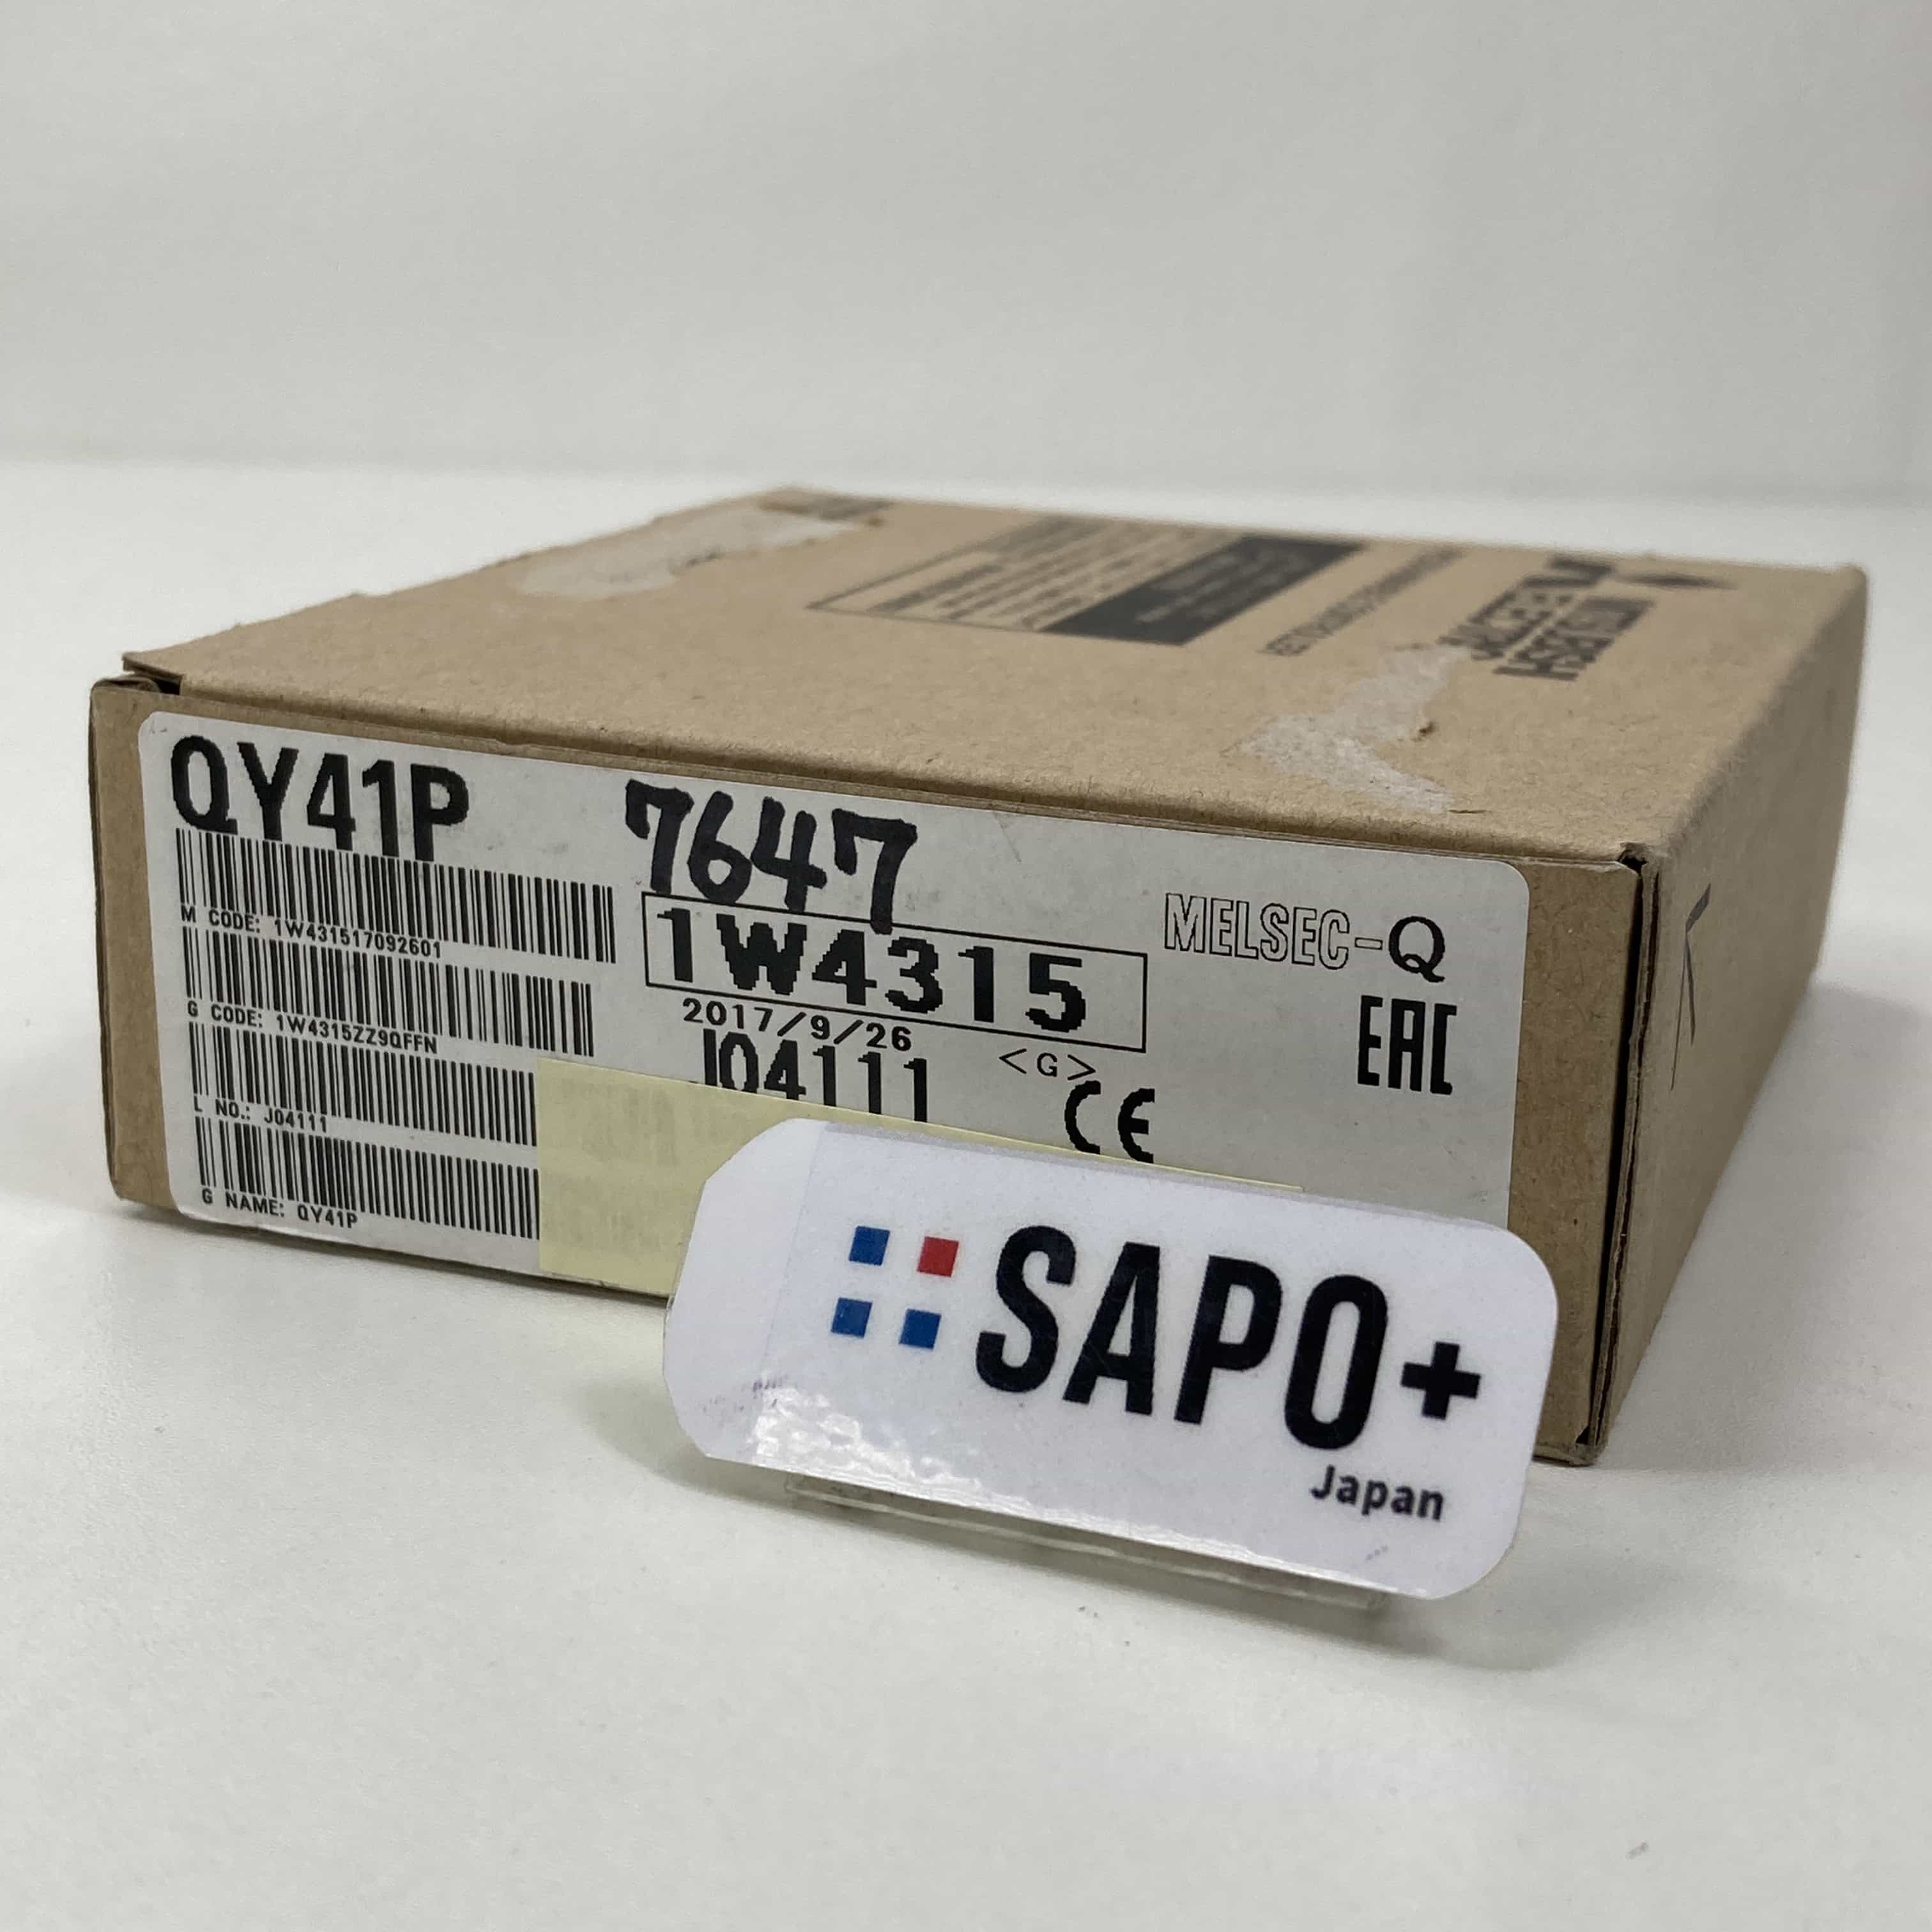 QY41P
7647
M CODE: 1W431517092601
1W4315
MELSEC-Q
G CODE: 1W4315ZZ9QFFN
2017/9/26
<G>
EAC
J04111
CE
L NO.: J04111
G NAME: QY41P
SAPO+
Japan
MITSUBISHI